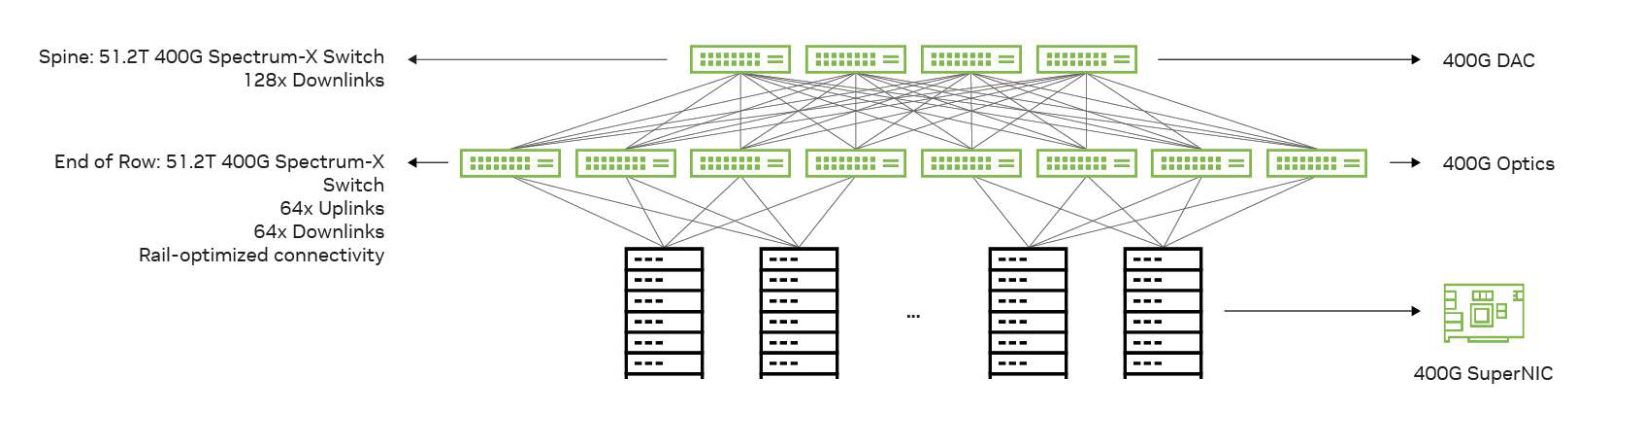 Spine: 51.2T 400G Spectrum-X Switch
128x Downlinks
400G DAC
End of Row: 51.2T 400G Spectrum-X
Switch
64x Uplinks
64x Downlinks
Rail-optimized connectivity
400G Optics
...
400G SuperNIC